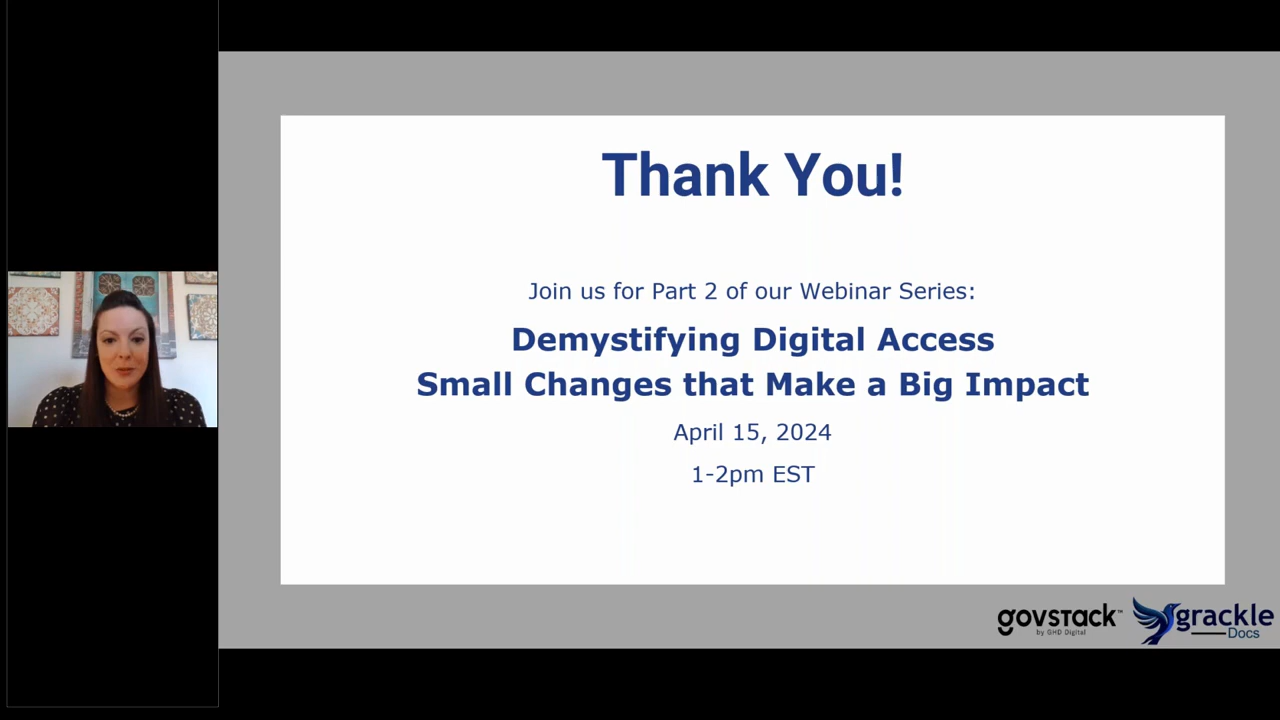 Thank You!
Join us for Part 2 of our Webinar Series:
Demystifying Digital Access
Small Changes that Make a Big Impact
April 15, 2024
1-2pm EST
govstack™
by GHD Digital
grackle
Docs